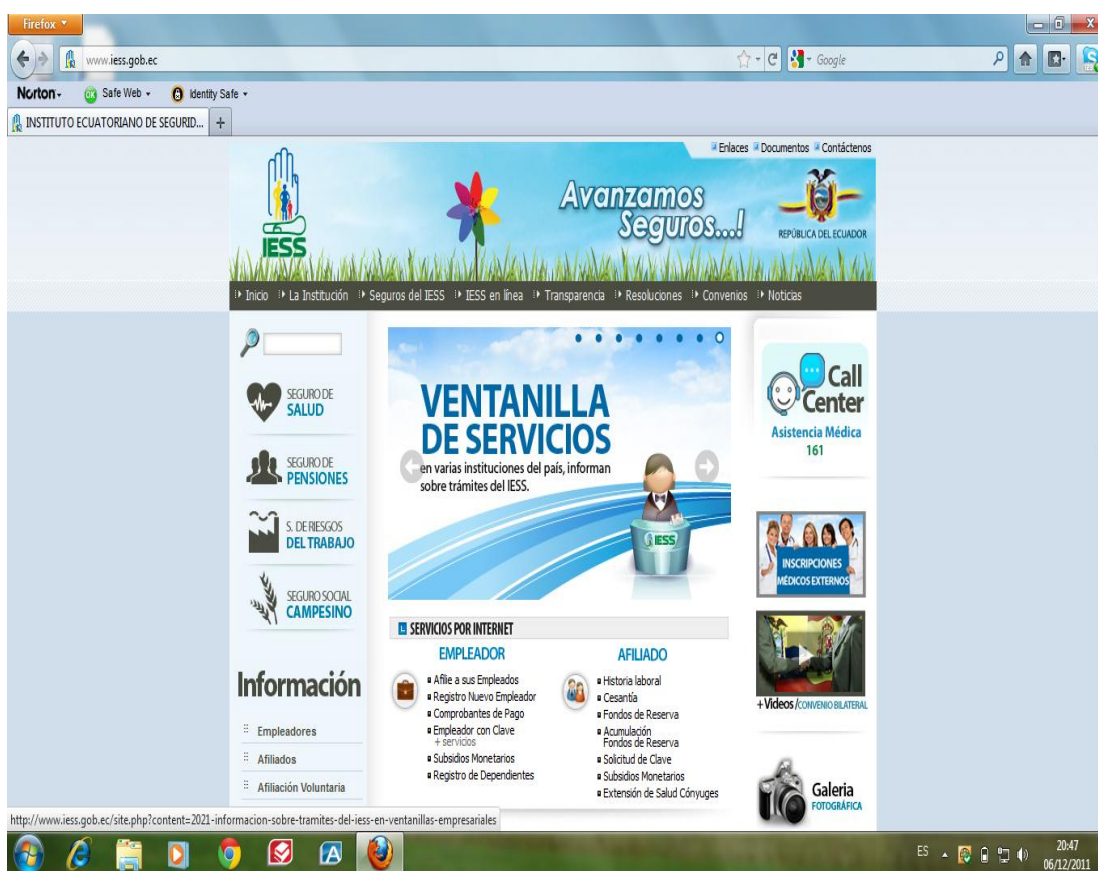 Firefox
www.iess.gob.ec
Google
Norton
OK Safe Web
Identity Safe
INSTITUTO ECUATORIANO DE SEGURID...
Enlaces Documentos Contáctenos
IESS
Avanzamos
Seguros...!
REPÚBLICA DEL ECUADOR
Inicio La Institución Seguros del IESS IESS en línea Transparencia Resoluciones Convenios Noticias
SEGURO DE
SALUD
SEGURO DE
PENSIONES
S. DE RIESGOS
DEL TRABAJO
SEGURO SOCIAL
CAMPESINO
Información
Empleadores
Afiliados
Afiliación Voluntaria
VENTANILLA
DE SERVICIOS
en varias instituciones del país, informan
sobre trámites del IESS.
IESS
SERVICIOS POR INTERNET
EMPLEADOR
Afilie a sus Empleados
Registro Nuevo Empleador
Comprobantes de Pago
Empleador con Clave
+ servicios
Subsidios Monetarios
Registro de Dependientes
AFILIADO
Historia laboral
Cesantía
Fondos de Reserva
Acumulación
Fondos de Reserva
Solicitud de Clave
Subsidios Monetarios
Extensión de Salud Cónyuges
Call
Center
Asistencia Médica
161
INSCRIPCIONES
MÉDICOS EXTERNOS
+ Videos / CONVENIO BILATERAL
Galeria
FOTOGRÁFICA
http://www.iess.gob.ec/site.php?content=2021-informacion-sobre-tramites-del-iess-en-ventanillas-empresariales
ES
20:47
06/12/2011